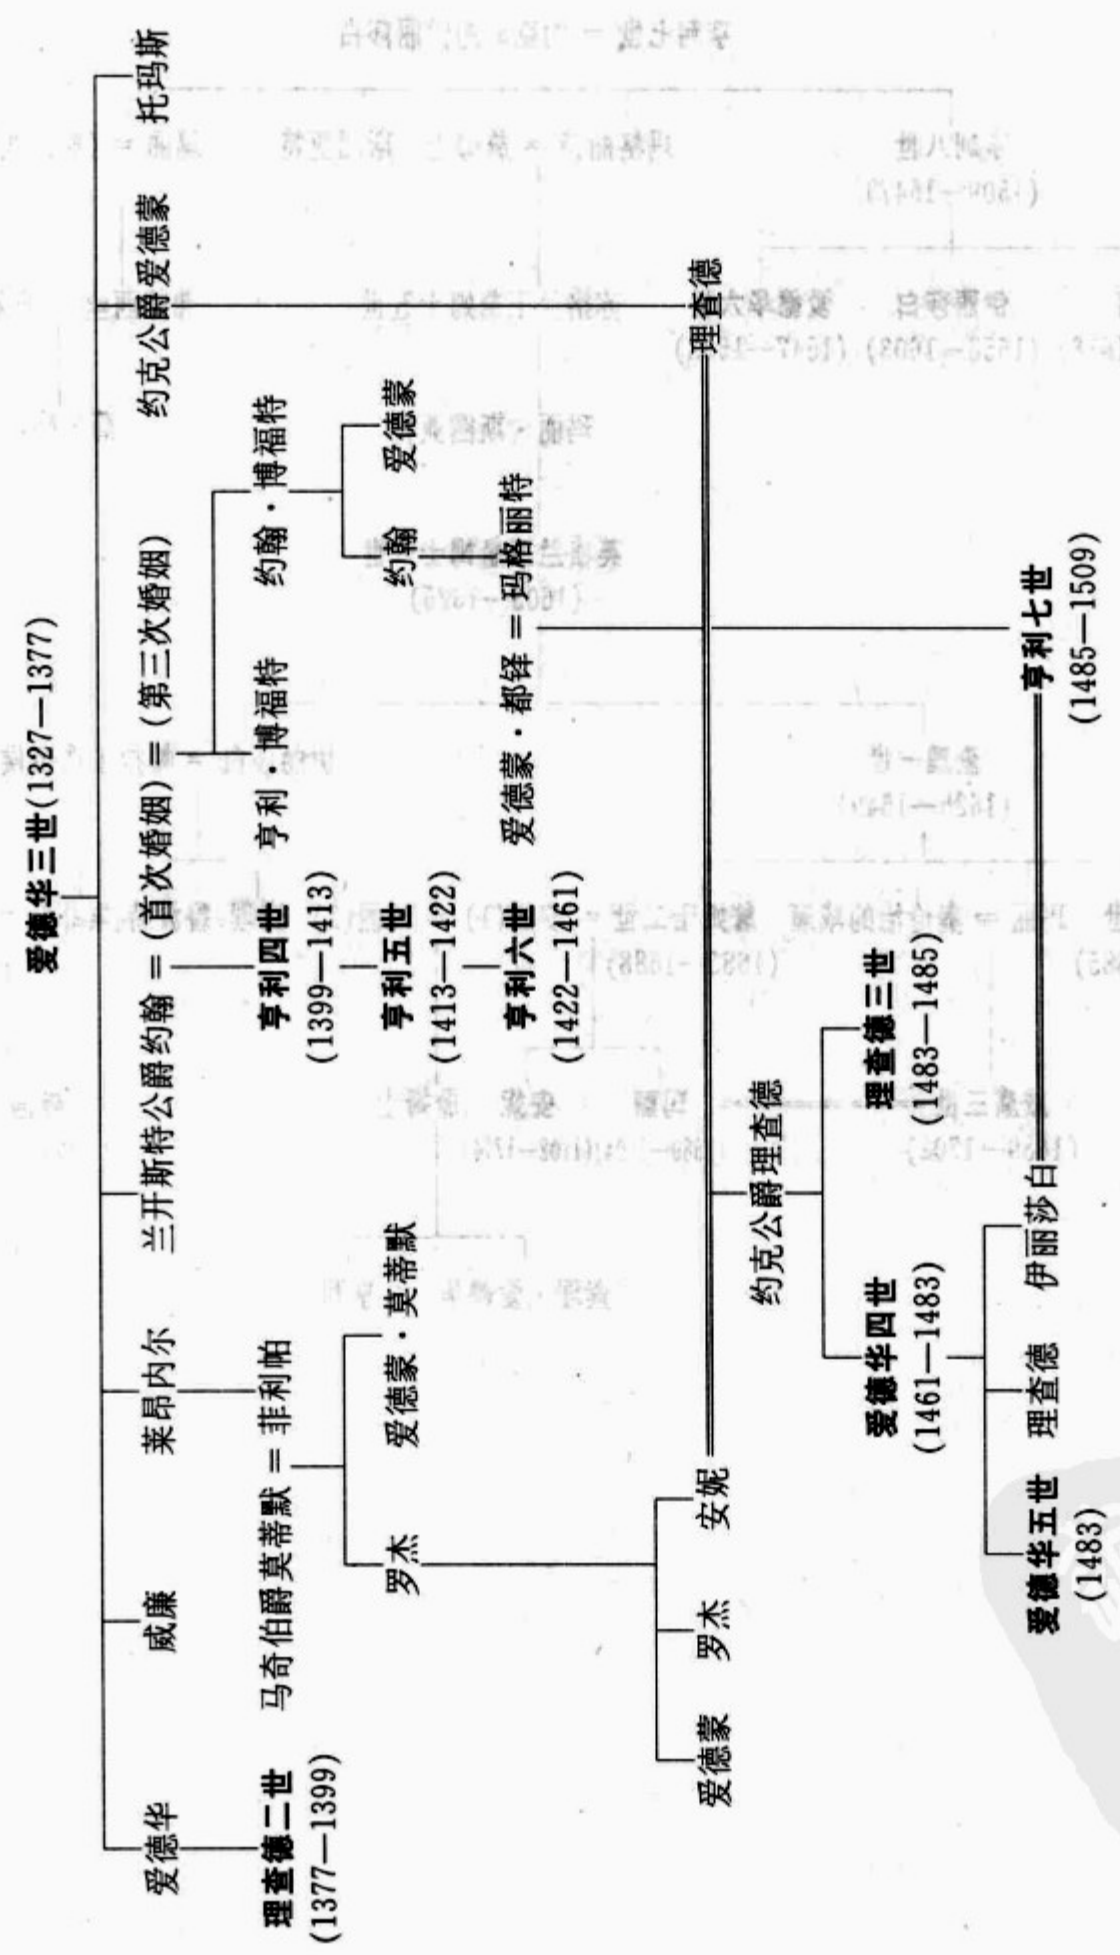 爱德华三世(1327—1377)
爱德华 威廉 莱昂内尔 兰开斯特公爵约翰 = (首次婚姻) = (第三次婚姻) 约克公爵爱德蒙 托玛斯
理查德二世 马奇伯爵莫蒂默 = 菲利帕 亨利四世 亨利·博福特 约翰·博福特
(1377—1399) (1399—1413)
罗杰 爱德蒙·莫蒂默 亨利五世 约翰 爱德蒙
(1413—1422)
亨利六世 爱德蒙·都铎 = 玛格丽特
(1422—1461)
爱德蒙 罗杰 安妮 理查德
约克公爵理查德
爱德华四世 理查德三世
(1461—1483) (1483—1485)
爱德华五世 理查德 伊丽莎白 亨利七世
(1483) (1485—1509)